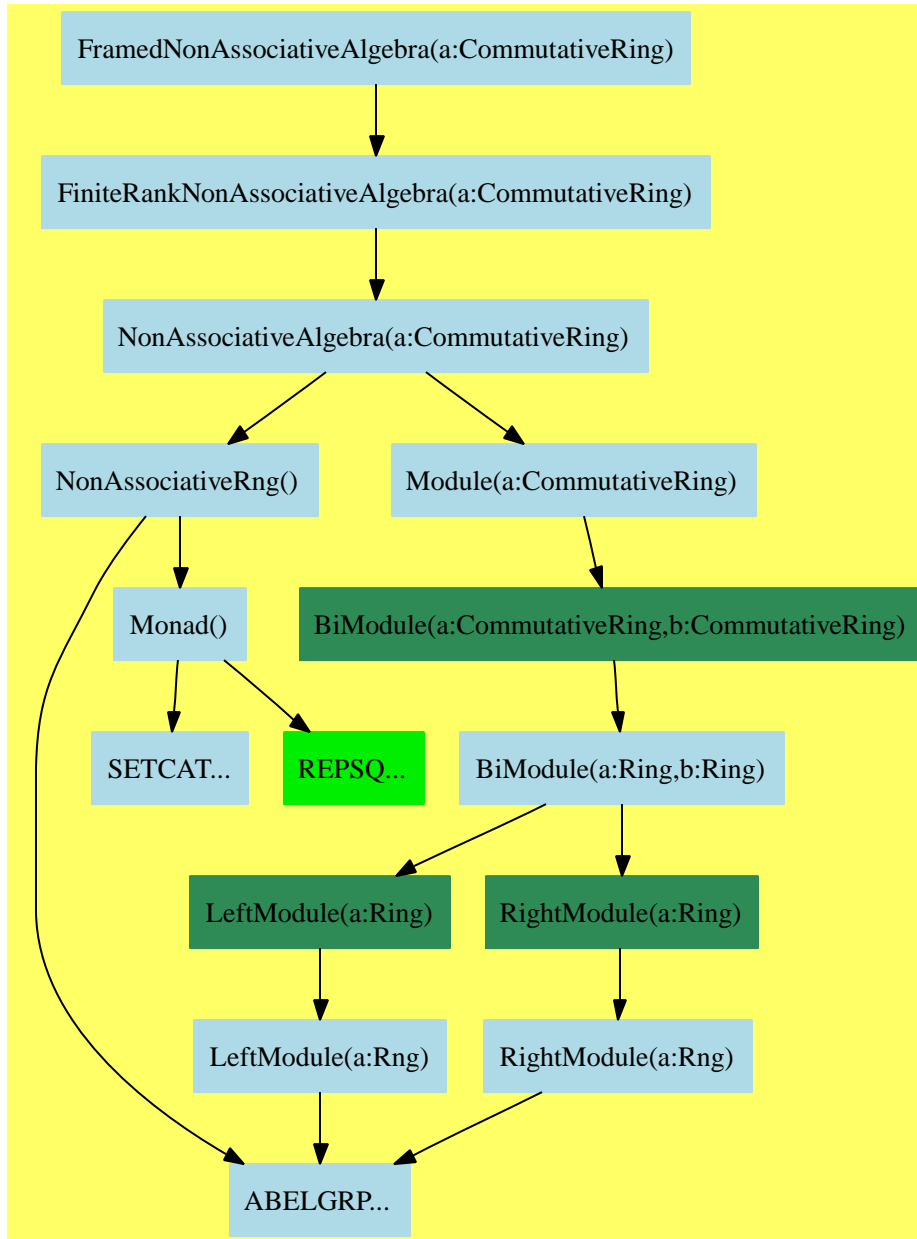 FramedNonAssociativeAlgebra(a:CommutativeRing)
FiniteRankNonAssociativeAlgebra(a:CommutativeRing)
NonAssociativeAlgebra(a:CommutativeRing)
NonAssociativeRng()
Module(a:CommutativeRing)
Monad()
BiModule(a:CommutativeRing,b:CommutativeRing)
SETCAT...
REPSQ...
BiModule(a:Ring,b:Ring)
LeftModule(a:Ring)
RightModule(a:Ring)
LeftModule(a:Rng)
RightModule(a:Rng)
ABELGRP...